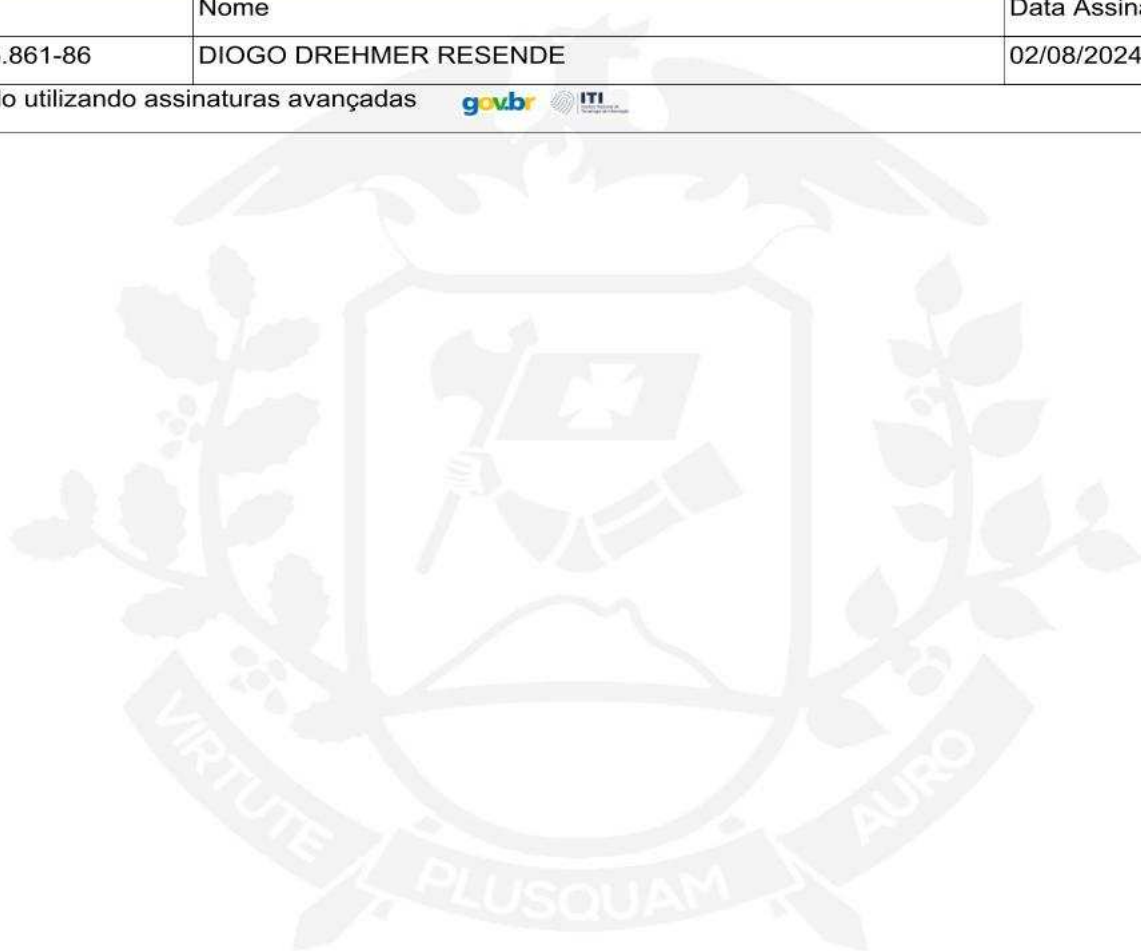 Nome Data Assina
.861-86 DIOGO DREHMER RESENDE 02/08/2024
o utilizando assinaturas avançadas gov.br ITI
VIRTUTE PLUSQUAM AURO